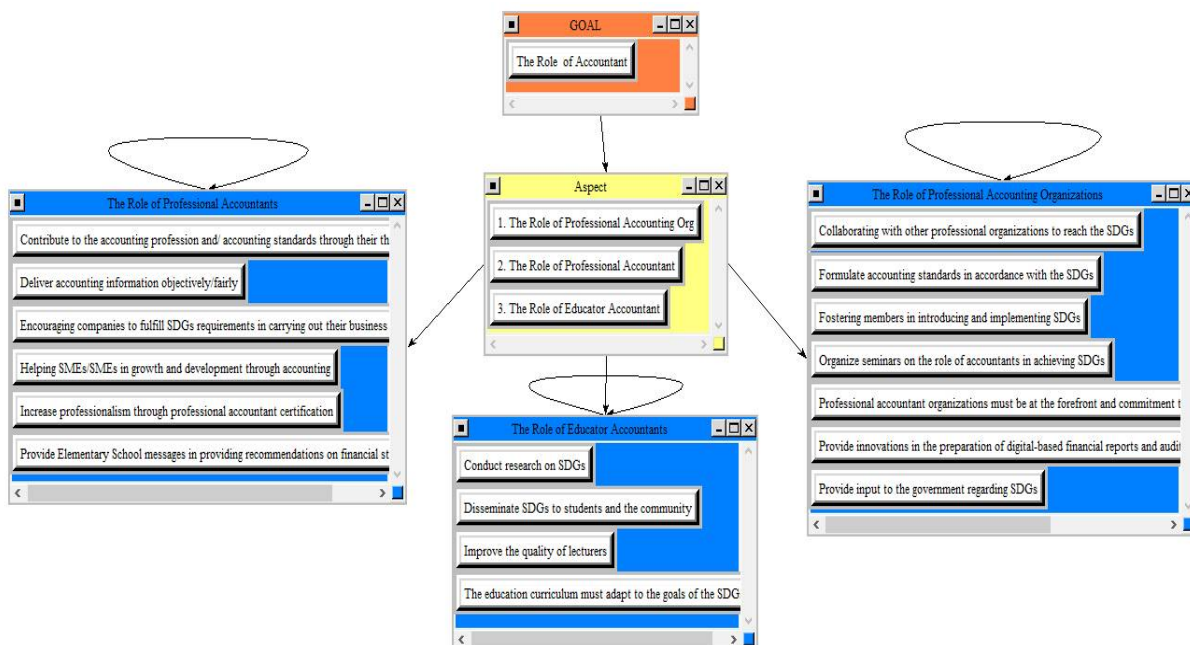 GOAL
The Role of Accountant
Aspect
1. The Role of Professional Accounting Org
2. The Role of Professional Accountant
3. The Role of Educator Accountant
The Role of Professional Accountants
Contribute to the accounting profession and/ accounting standards through their th
Deliver accounting information objectively/fairly
Encouraging companies to fulfill SDGs requirements in carrying out their business
Helping SMEs/SMEs in growth and development through accounting
Increase professionalism through professional accountant certification
Provide Elementary School messages in providing recommendations on financial st
The Role of Educator Accountants
Conduct research on SDGs
Disseminate SDGs to students and the community
Improve the quality of lecturers
The education curriculum must adapt to the goals of the SDG
The Role of Professional Accounting Organizations
Collaborating with other professional organizations to reach the SDGs
Formulate accounting standards in accordance with the SDGs
Fostering members in introducing and implementing SDGs
Organize seminars on the role of accountants in achieving SDGs
Professional accountant organizations must be at the forefront and commitment t
Provide innovations in the preparation of digital-based financial reports and audit
Provide input to the government regarding SDGs